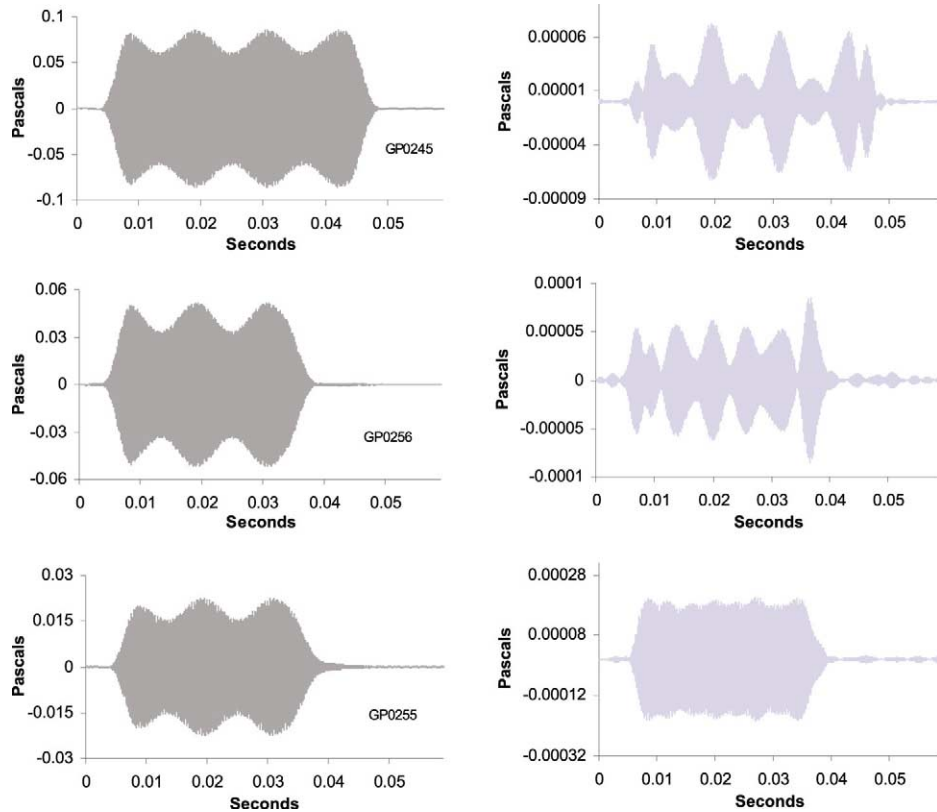 0.1
0.05
0
-0.05
-0.1
Pascals
GP0245
0 0.01 0.02 0.03 0.04 0.05
Seconds
0.00006
0.00001
-0.00004
-0.00009
Pascals
0 0.01 0.02 0.03 0.04 0.05
Seconds
0.06
0.03
0
-0.03
-0.06
Pascals
GP0256
0 0.01 0.02 0.03 0.04 0.05
Seconds
0.0001
0.00005
0
-0.00005
-0.0001
Pascals
0 0.01 0.02 0.03 0.04 0.05
Seconds
0.03
0.015
0
-0.015
-0.03
Pascals
GP0255
0 0.01 0.02 0.03 0.04 0.05
Seconds
0.00028
0.00008
-0.00012
-0.00032
Pascals
0 0.01 0.02 0.03 0.04 0.05
Seconds